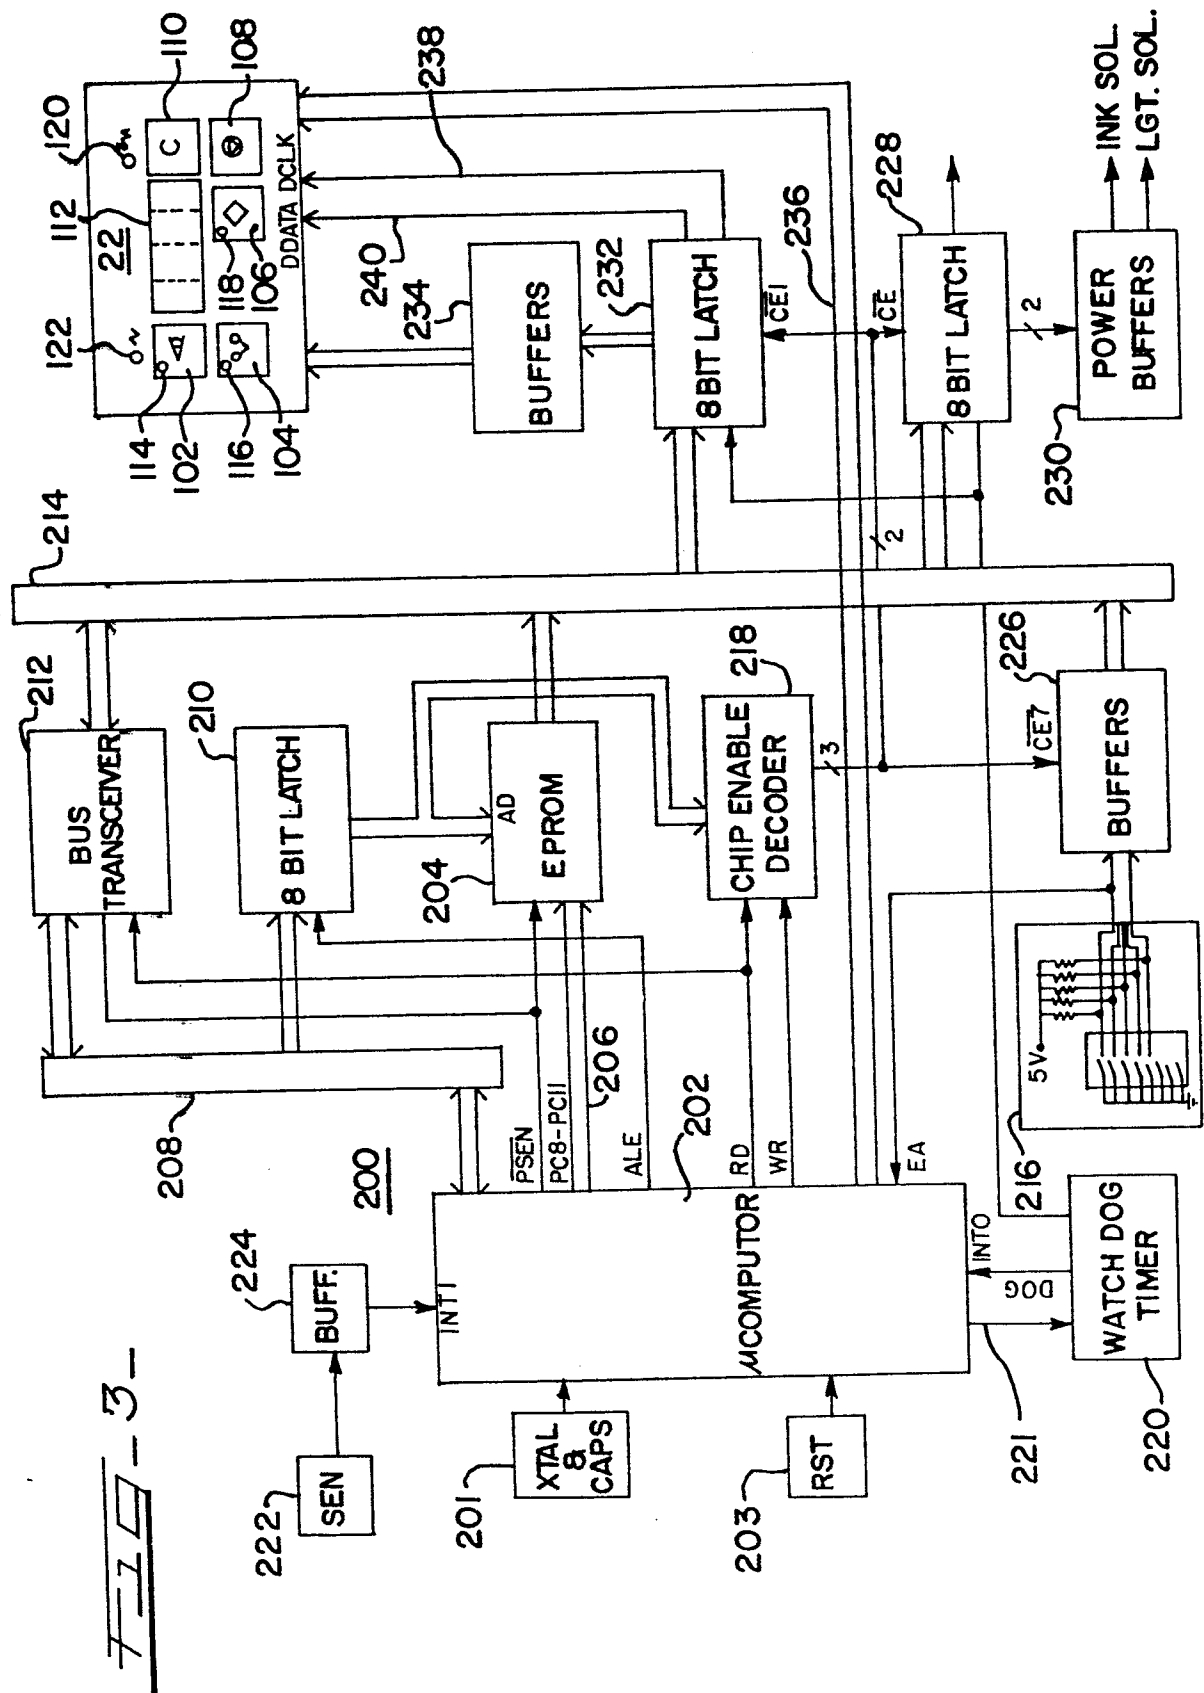 Fig-3-
222
SEN
224
BUFF.
201
XTAL
&
CAPS
203
RST
200
INT1
µCOMPUTOR
202
PSEN
PC8-PC11
206
ALE
RD
WR
EA
INTO
DOG
221
WATCH DOG
TIMER
220
208
212
BUS
TRANSCEIVER
210
8 BIT LATCH
204
AD
EPROM
218
CHIP ENABLE
DECODER
3
216
5V
CE7
226
BUFFERS
214
2
236
114
102
116
104
122
112
22
120
C
110
108
118
106
DDATA DCLK
238
240
234
BUFFERS
232
8 BIT LATCH
CE1
CE
228
8 BIT LATCH
2
230
POWER
BUFFERS
INK SOL.
LGT. SOL.